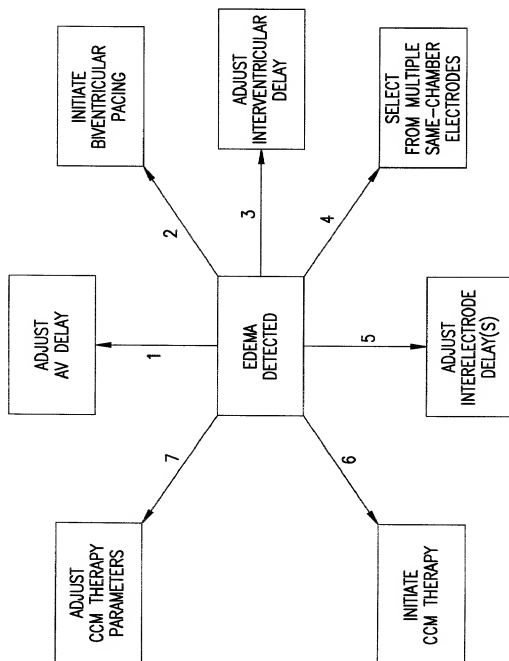 INITIATE
BIVENTRICULAR
PACING
ADJUST
INTERVENTRICULAR
DELAY
SELECT
FROM MULTIPLE
SAME-CHAMBER
ELECTRODES
2
3
4
ADJUST
AV DELAY
1
EDEMA
DETECTED
5
ADJUST
INTERELECTRODE
DELAY(S)
7
6
ADJUST
CCM THERAPY
PARAMETERS
INITIATE
CCM THERAPY